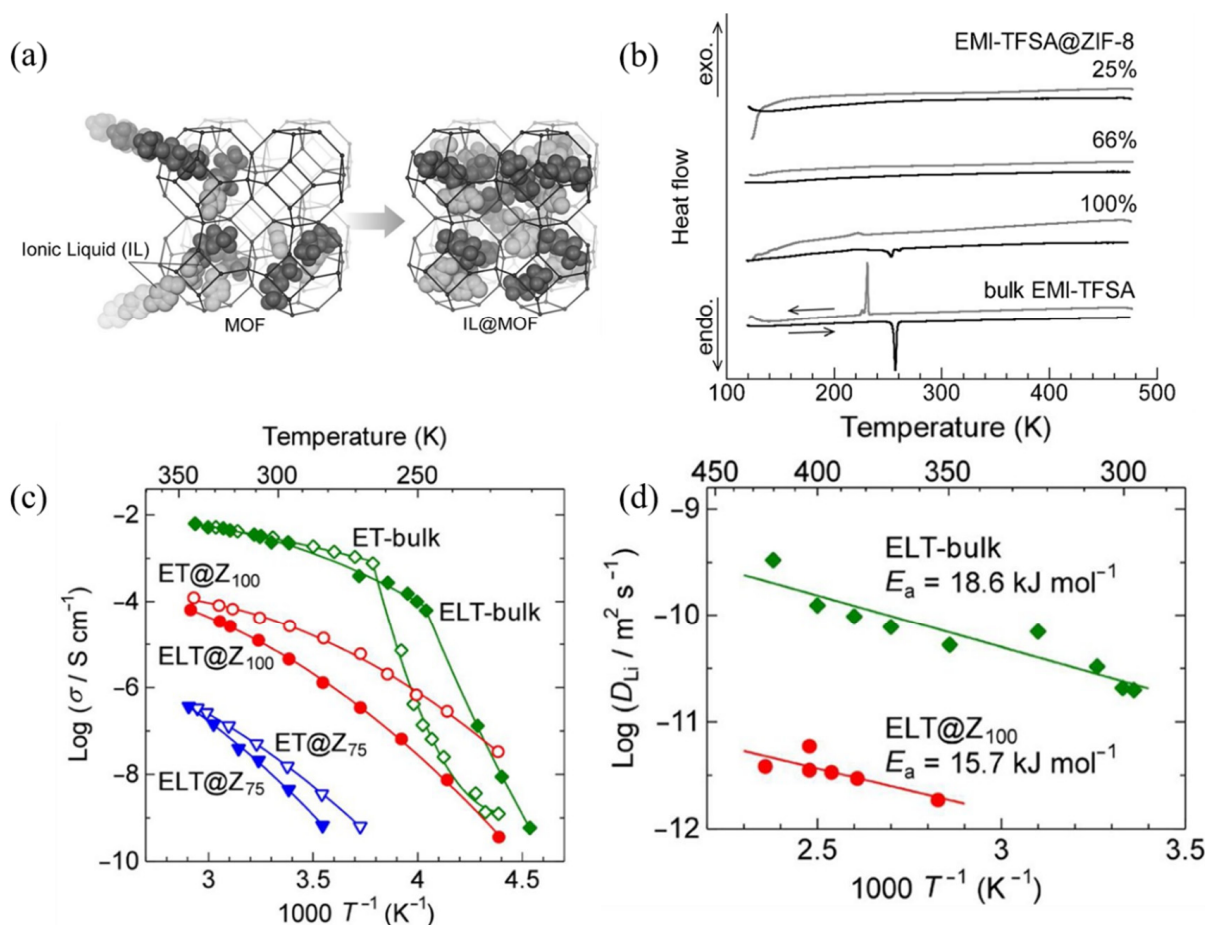 (a)
Ionic Liquid (IL)
MOF
IL@MOF
(b)
exo.
Heat flow
endo.
EMI-TFSA@ZIF-8
25%
66%
100%
bulk EMI-TFSA
100 200 300 400 500
Temperature (K)
(c)
Temperature (K)
350 300 250
Log (σ / S cm⁻¹)
−2
−4
−6
−8
−10
ET-bulk
ET@Z₁₀₀
ELT-bulk
ELT@Z₁₀₀
ET@Z₇₅
ELT@Z₇₅
3 3.5 4 4.5
1000 T⁻¹ (K⁻¹)
(d)
450 400 350 300
Log (D_Li / m² s⁻¹)
−9
−10
−11
−12
ELT-bulk
Eₐ = 18.6 kJ mol⁻¹
ELT@Z₁₀₀
Eₐ = 15.7 kJ mol⁻¹
2.5 3 3.5
1000 T⁻¹ (K⁻¹)